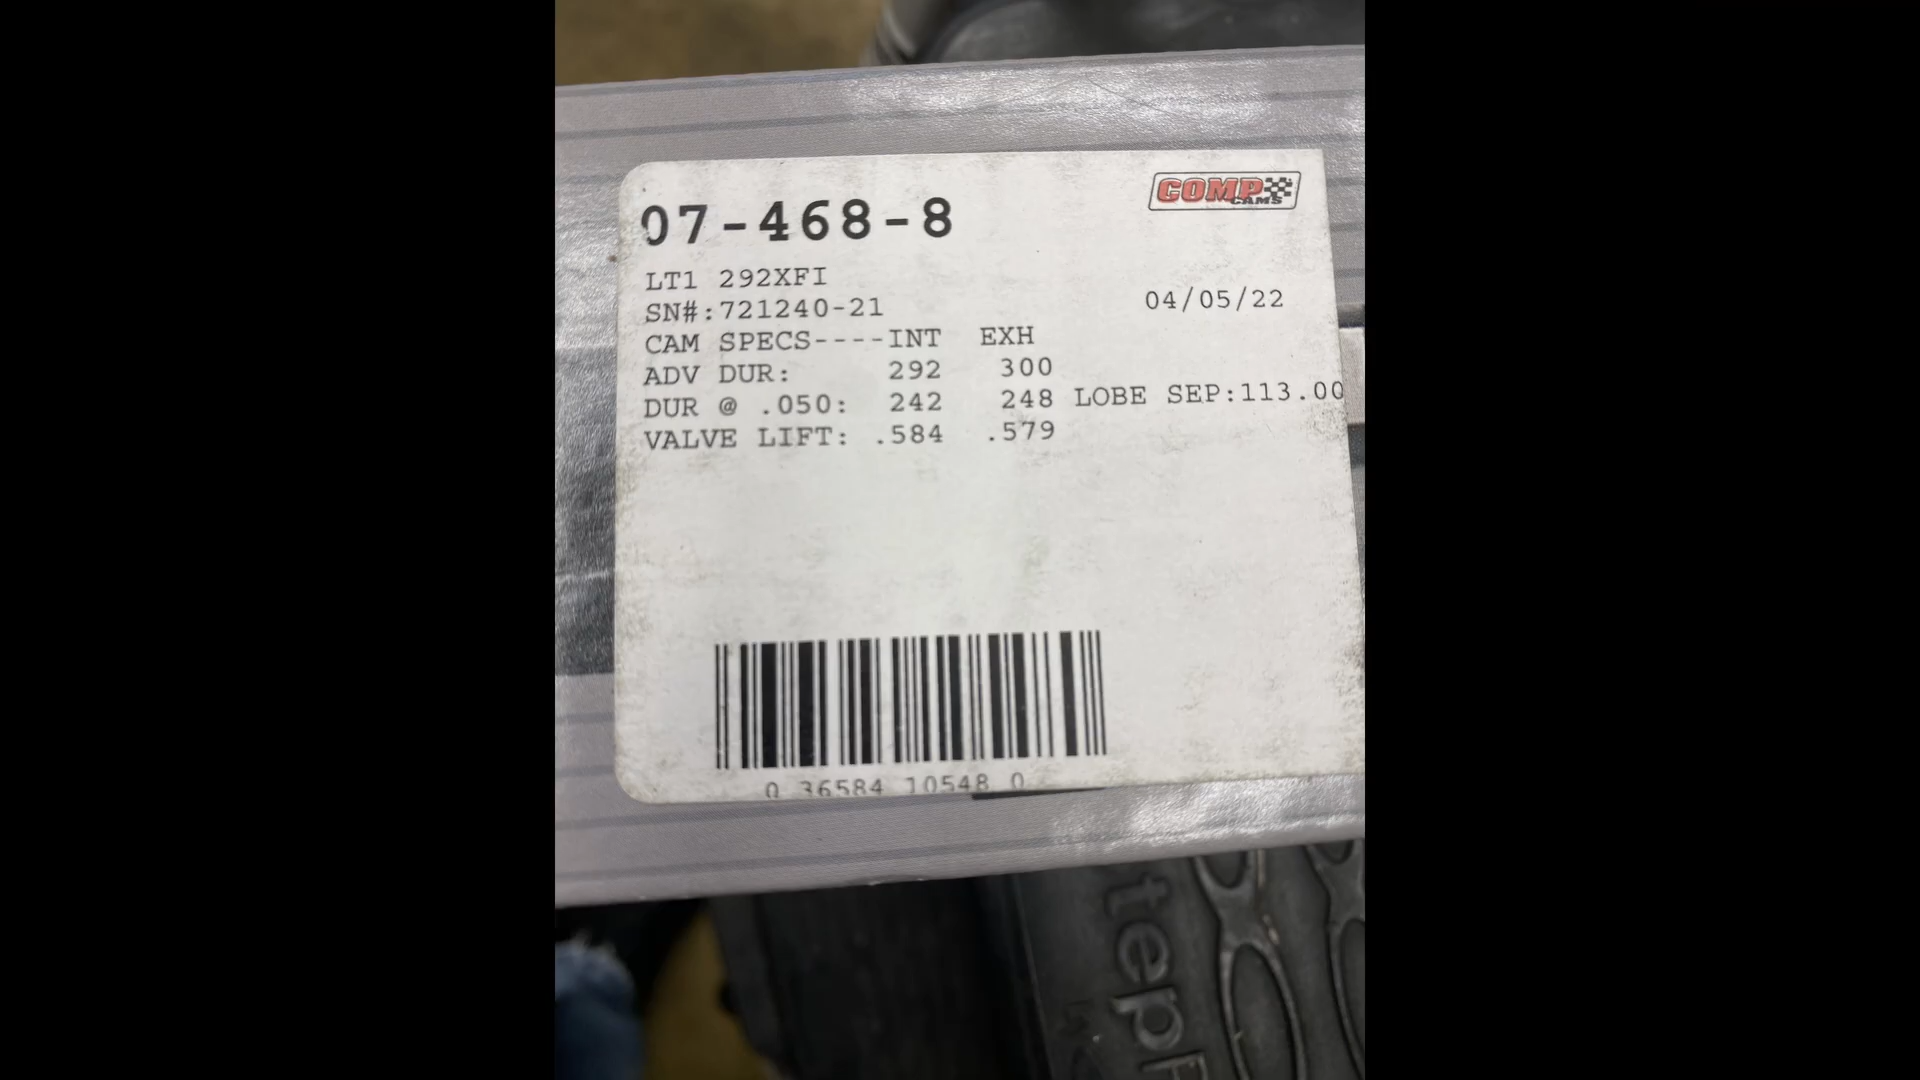 COMP
CAMS
07-468-8
LT1 292XFI
SN#:721240-21
04/05/22
CAM SPECS----INT EXH
ADV DUR: 292 300
DUR @ .050: 242 248 LOBE SEP:113.00
VALVE LIFT: .584 .579
0 36584 10548 0
tep